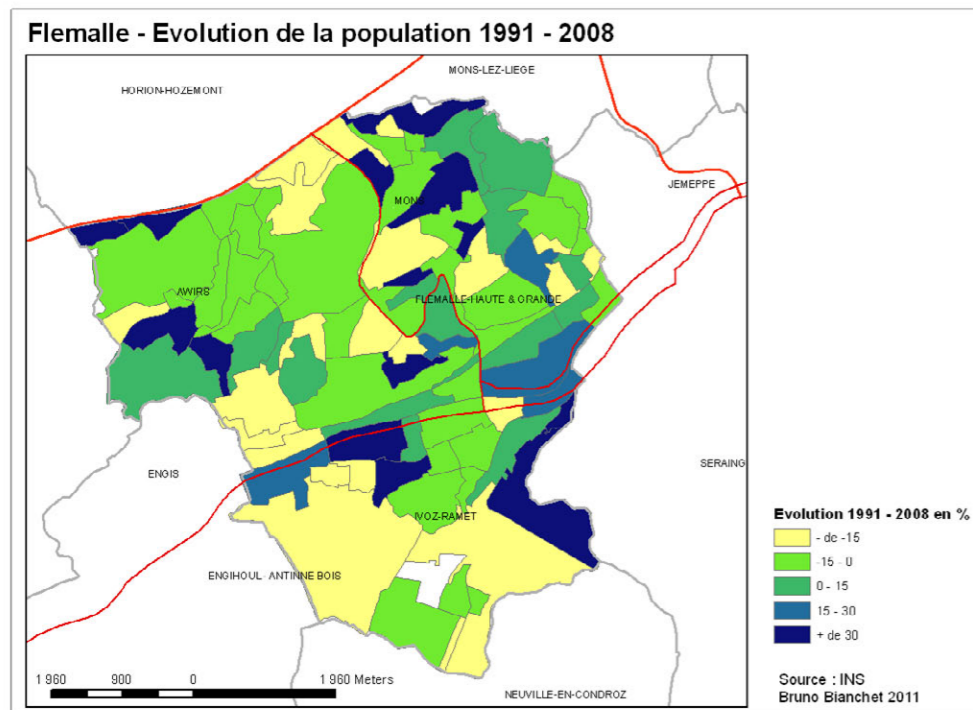 Flemalle - Evolution de la population 1991 - 2008
MONS-LEZ-LIEGE
HORION-HOZEMONT
JEMEPPE
MONS
AWIRS
FLEMALLE-HAUTE & GRANDE
SERAING
ENGIS
IVOZ-RAMET
ENGIHOUL - ANTINNE BOIS
NEUVILLE-EN-CONDROZ
1 960 900 0 1 960 Meters
Evolution 1991 - 2008 en %
- de -15
-15 - 0
0 - 15
15 - 30
+ de 30
Source : INS
Bruno Bianchet 2011